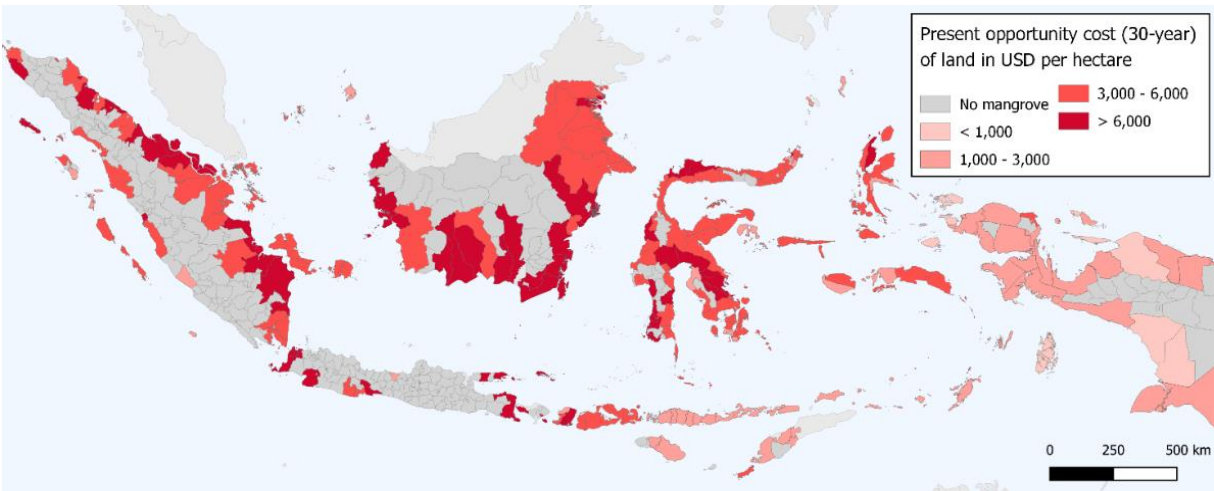 Present opportunity cost (30-year)
of land in USD per hectare
No mangrove
< 1,000
1,000 - 3,000
3,000 - 6,000
> 6,000
0 250 500 km